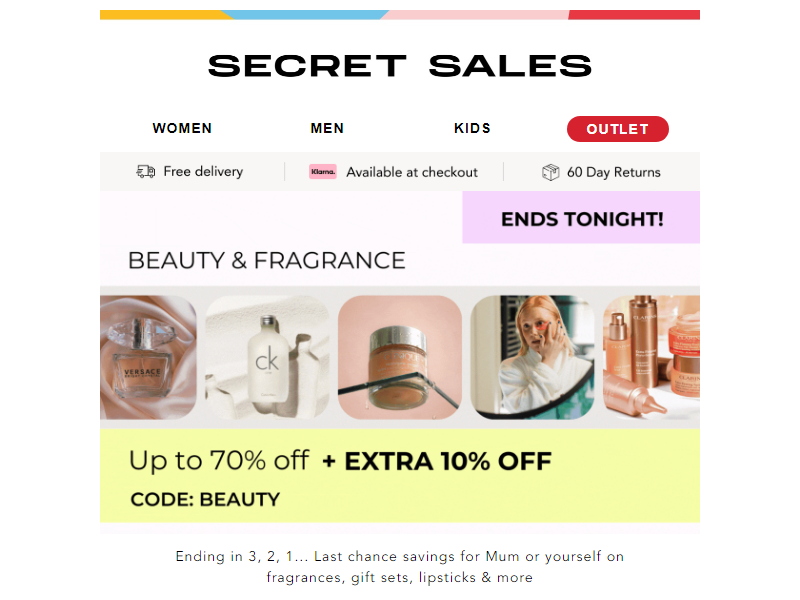 SECRET SALES
WOMEN MEN KIDS OUTLET
Free delivery Klarna. Available at checkout 60 Day Returns
ENDS TONIGHT!
BEAUTY & FRAGRANCE
VERSACE
ck
CLARINS
Up to 70% off + EXTRA 10% OFF
CODE: BEAUTY
Ending in 3, 2, 1... Last chance savings for Mum or yourself on
fragrances, gift sets, lipsticks & more